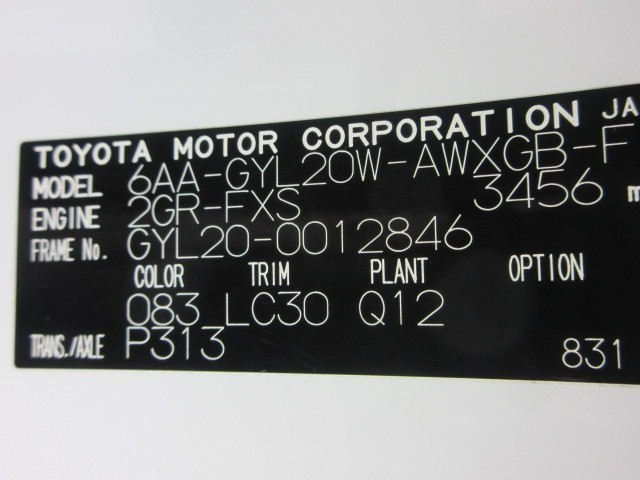 TOYOTA MOTOR CORPORATION JA
MODEL 6AA-GYL20W-AWXGB-F
ENGINE 2GR-FXS 3456 m
FRAME No. GYL20-0012846
COLOR TRIM PLANT OPTION
083 LC30 Q12
TRANS./AXLE P313 831